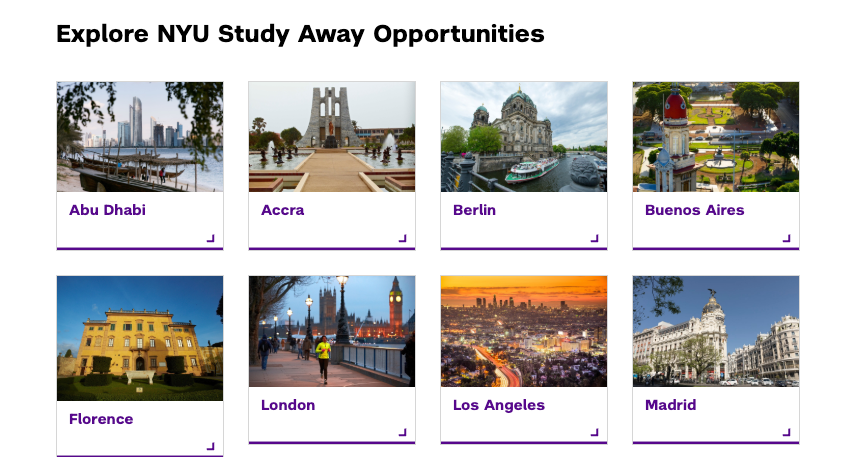 Explore NYU Study Away Opportunities
Abu Dhabi
Accra
Berlin
Buenos Aires
Florence
London
Los Angeles
Madrid